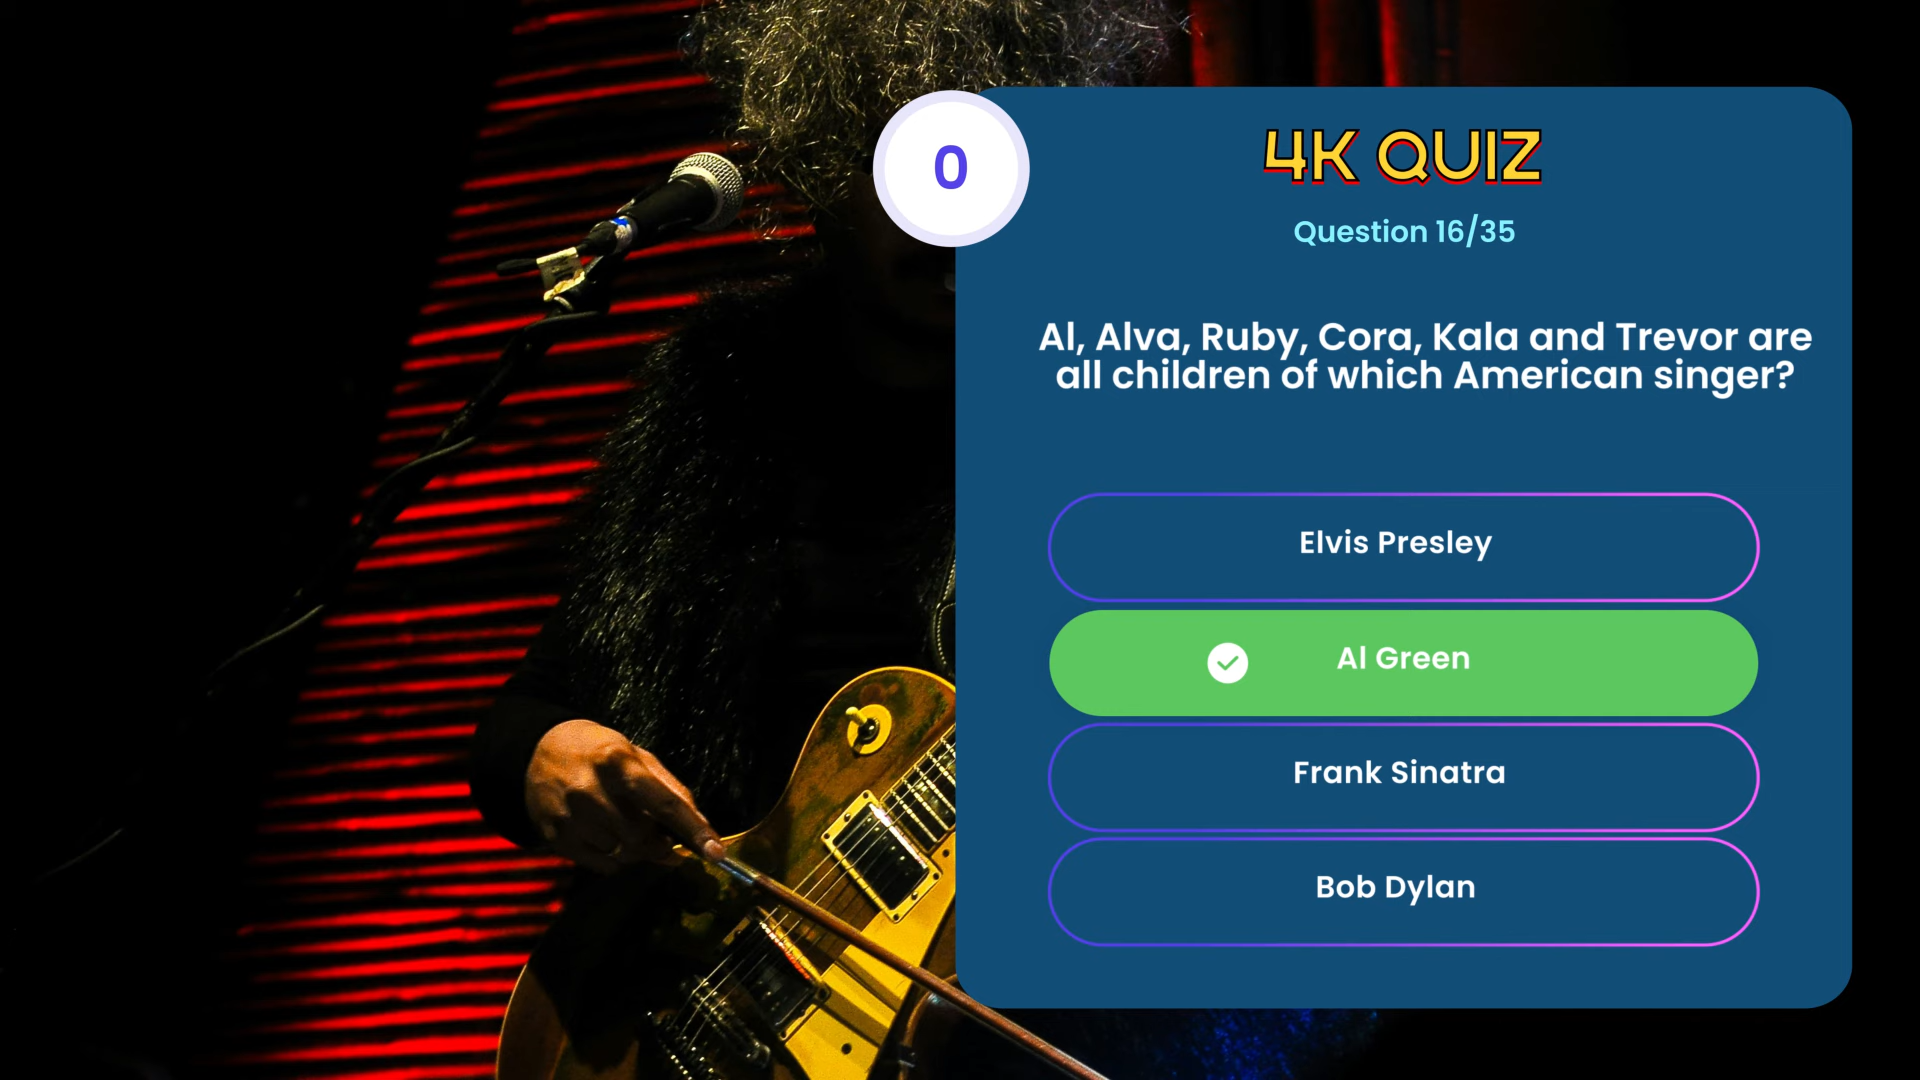 0
4K QUIZ
Question 16/35
Al, Alva, Ruby, Cora, Kala and Trevor are
all children of which American singer?
Elvis Presley
Al Green
Frank Sinatra
Bob Dylan